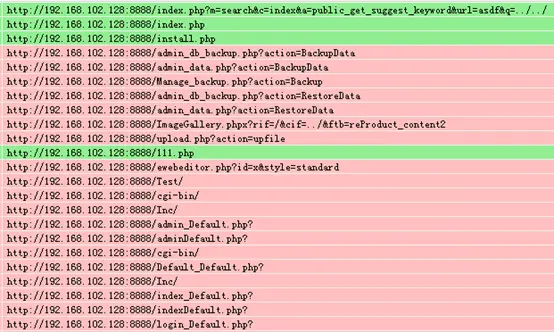 http://192.168.102.128:8888/index.php?m=search&c=index&a=public_get_suggest_keyword&url=asdf&q=../../
http://192.168.102.128:8888/index.php
http://192.168.102.128:8888/install.php
http://192.168.102.128:8888/admin_db_backup.php?action=BackupData
http://192.168.102.128:8888/admin_data.php?action=BackupData
http://192.168.102.128:8888/Manage_backup.php?action=Backup
http://192.168.102.128:8888/admin_db_backup.php?action=RestoreData
http://192.168.102.128:8888/admin_data.php?action=RestoreData
http://192.168.102.128:8888/ImageGallery.phpx?rif=/&cif=../&ftb=reProduct_content2
http://192.168.102.128:8888/upload.php?action=upfile
http://192.168.102.128:8888/111.php
http://192.168.102.128:8888/ewebeditor.php?id=x&style=standard
http://192.168.102.128:8888/Test/
http://192.168.102.128:8888/cgi-bin/
http://192.168.102.128:8888/Inc/
http://192.168.102.128:8888/admin_Default.php?
http://192.168.102.128:8888/adminDefault.php?
http://192.168.102.128:8888/cgi-bin/
http://192.168.102.128:8888/Default_Default.php?
http://192.168.102.128:8888/Inc/
http://192.168.102.128:8888/index_Default.php?
http://192.168.102.128:8888/indexDefault.php?
http://192.168.102.128:8888/login_Default.php?